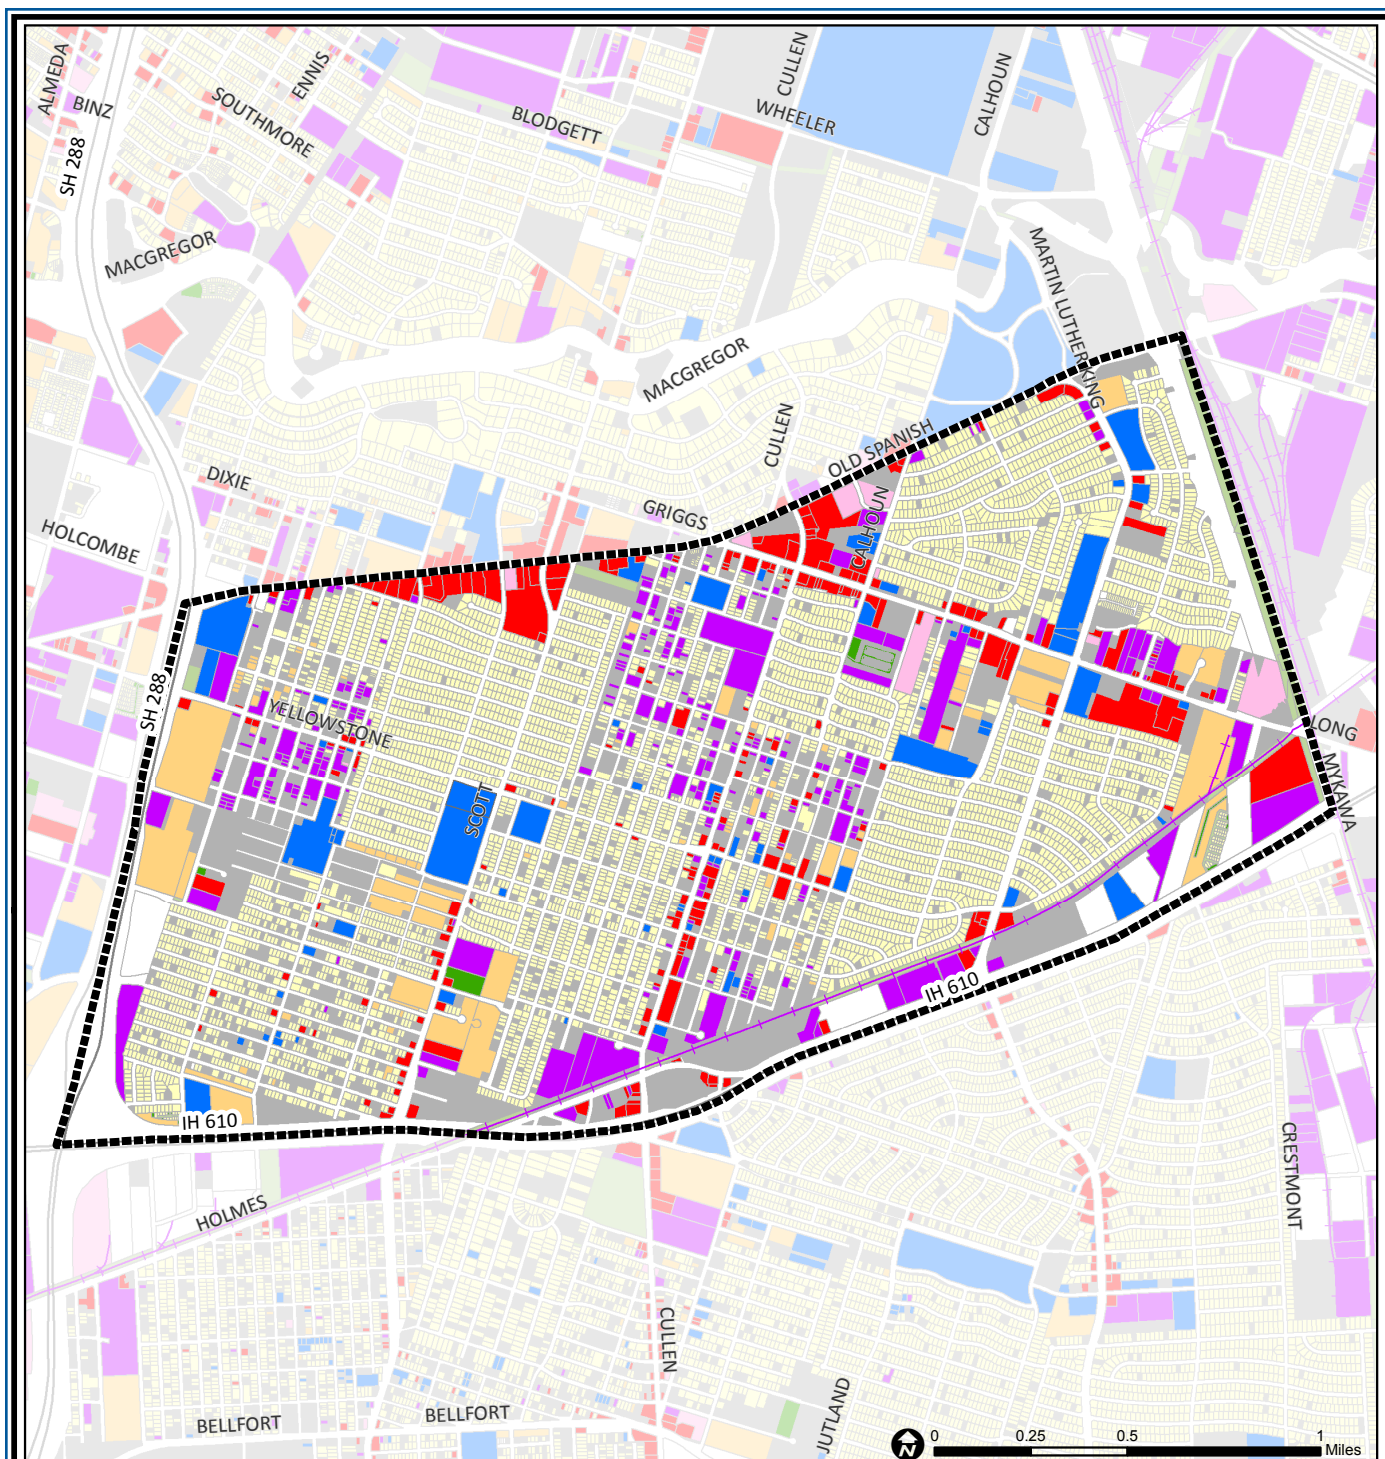 ALMEDA
BINZ
SH 288
SOUTHMORE
ENNIS
BLODGETT
CULLEN
WHEELER
CALHOUN
MACGREGOR
MARTIN LUTHER KING
MACGREGOR
CULLEN
OLD SPANISH
DIXIE
HOLCOMBE
GRIGGS
CALHOUN
SH 288
YELLOWSTONE
SCOTT
LONG
MYKAWA
IH 610
IH 610
HOLMES
CRESTMONT
CULLEN
JUTLAND
BELLFORT
BELLFORT
N
0 0.25 0.5 1
Miles